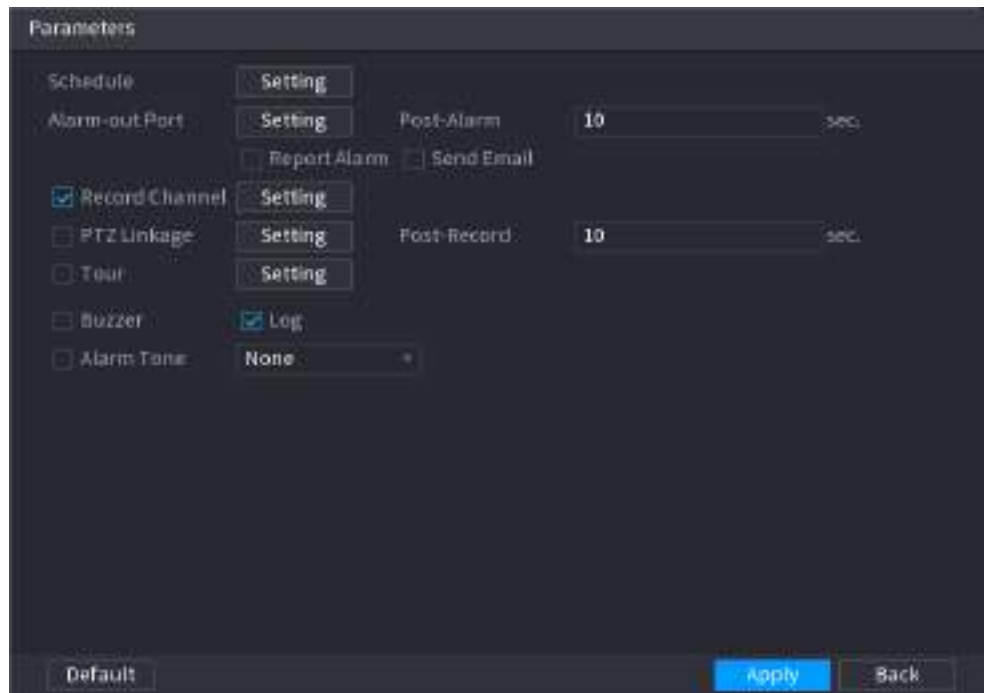 Parameters
Schedule Setting
Alarm-out Port Setting Post-Alarm 10 sec.
Report Alarm Send Email
Record Channel Setting
PTZ Linkage Setting Post-Record 10 sec.
Tour Setting
Buzzer Log
Alarm Tone None
Default Apply Back